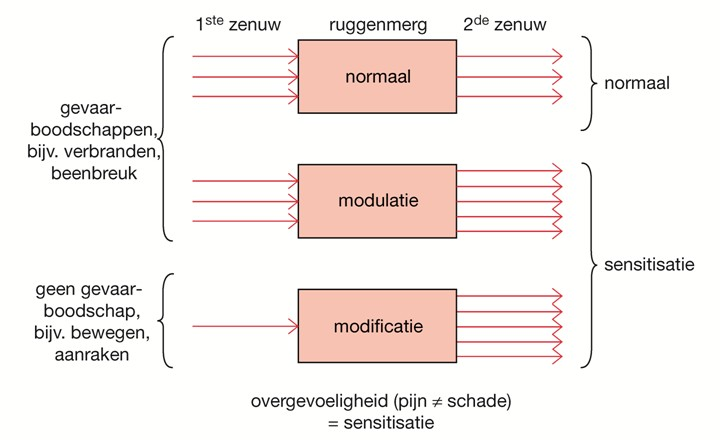 1ste zenuw ruggenmerg 2de zenuw
normaal
normaal
gevaar-
boodschappen,
bijv. verbranden,
beenbreuk
modulatie
sensitisatie
geen gevaar-
boodschap,
bijv. bewegen,
aanraken
modificatie
overgevoeligheid (pijn ≠ schade)
= sensitisatie